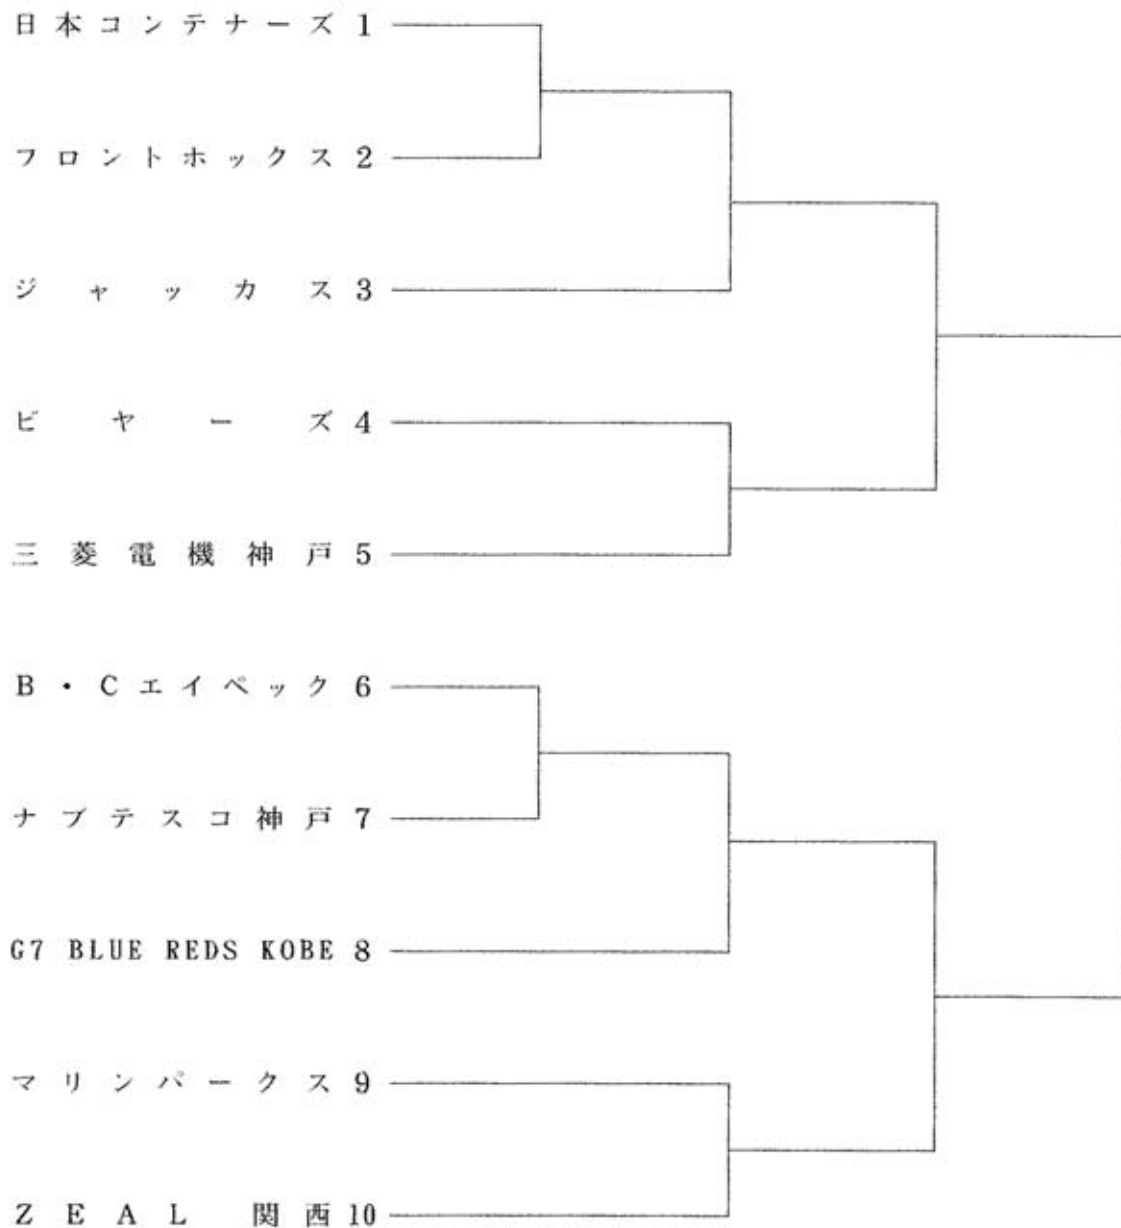 日本コンテナーズ 1
フロントホックス 2
ジャッカス 3
ビヤーズ 4
三菱電機神戸 5
B・Cエイペック 6
ナブテスコ神戸 7
G7 BLUE REDS KOBE 8
マリンパークス 9
ZEAL 関西 10